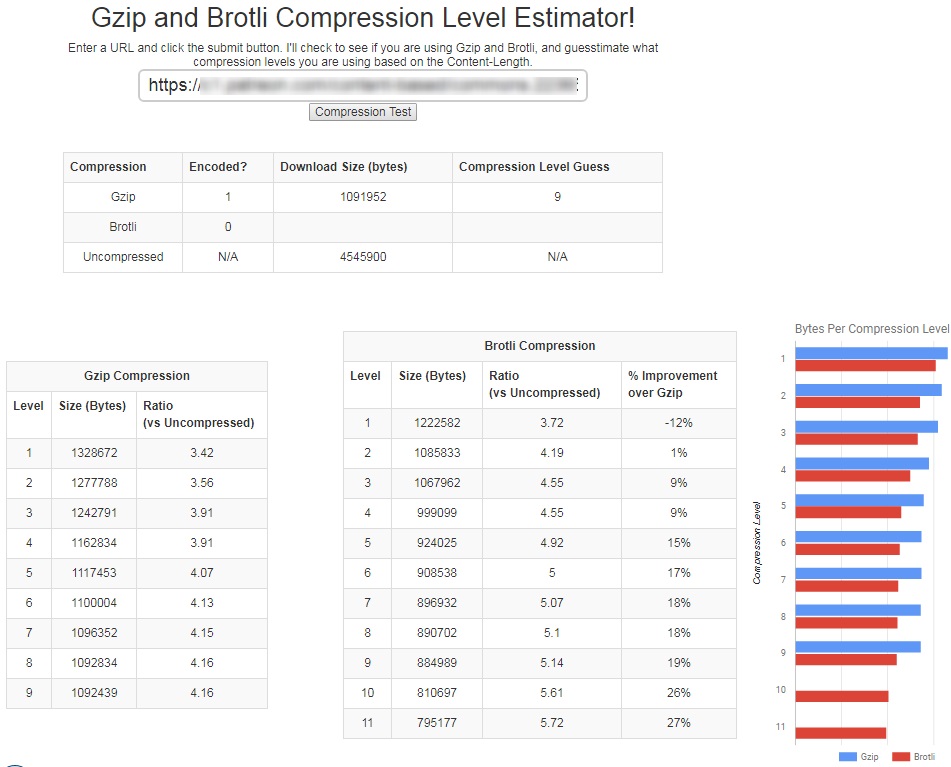 Gzip and Brotli Compression Level Estimator!
Enter a URL and click the submit button. I'll check to see if you are using Gzip and Brotli, and guesstimate what
compression levels you are using based on the Content-Length.
https:/
Compression Test
Compression Encoded? Download Size (bytes) Compression Level Guess
Gzip 1 1091952 9
Brotli 0
Uncompressed N/A 4545900 N/A
Gzip Compression
Level Size (Bytes) Ratio
(vs Uncompressed)
1 1328672 3.42
2 1277788 3.56
3 1242791 3.91
4 1162834 3.91
5 1117453 4.07
6 1100004 4.13
7 1096352 4.15
8 1092834 4.16
9 1092439 4.16
Brotli Compression
Level Size (Bytes) Ratio % Improvement
(vs Uncompressed) over Gzip
1 1222582 3.72 -12%
2 1085833 4.19 1%
3 1067962 4.55 9%
4 999099 4.55 9%
5 924025 4.92 15%
6 908538 5 17%
7 896932 5.07 18%
8 890702 5.1 18%
9 884989 5.14 19%
10 810697 5.61 26%
11 795177 5.72 27%
Bytes Per Compression Level
Compression Level
1
2
3
4
5
6
7
8
9
10
11
Gzip Brotli